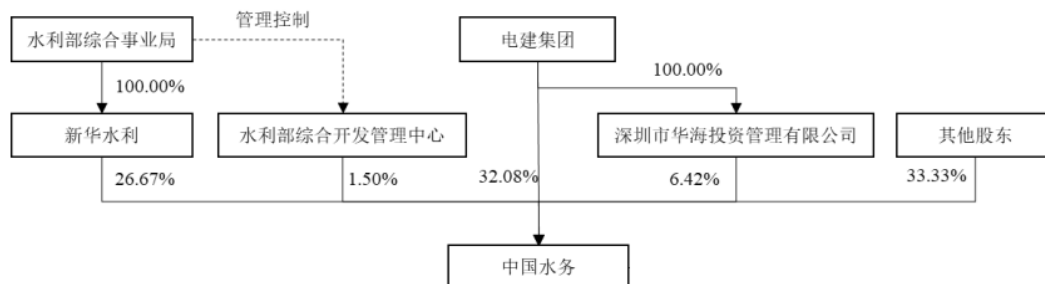 管理控制
水利部综合事业局
电建集团
100.00%
100.00%
新华水利
水利部综合开发管理中心
深圳市华海投资管理有限公司
其他股东
26.67%
1.50%
32.08%
6.42%
33.33%
中国水务